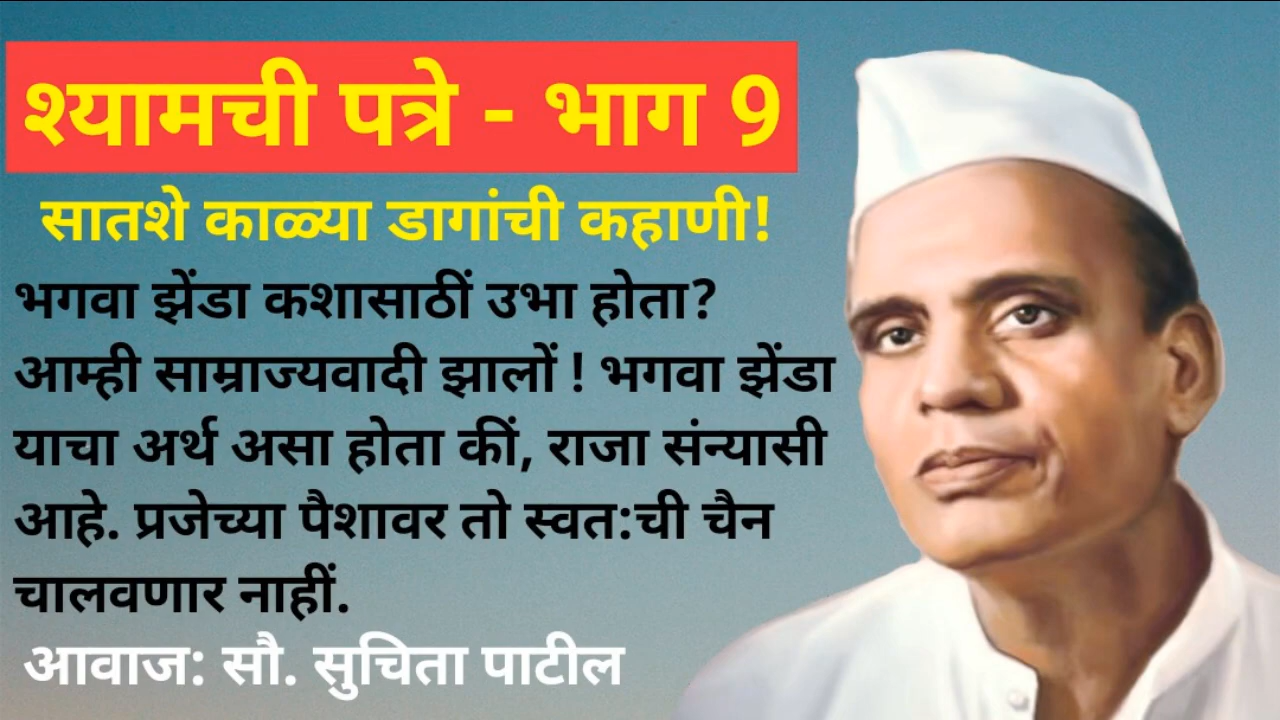 श्यामची पत्रे - भाग 9
सातशे काळ्या डागांची कहाणी!
भगवा झेंडा कशासाठीं उभा होता?
आम्ही साम्राज्यवादी झालों ! भगवा झेंडा
याचा अर्थ असा होता कीं, राजा संन्यासी
आहे. प्रजेच्या पैशावर तो स्वत:ची चैन
चालवणार नाहीं.
आवाज: सौ. सुचिता पाटील